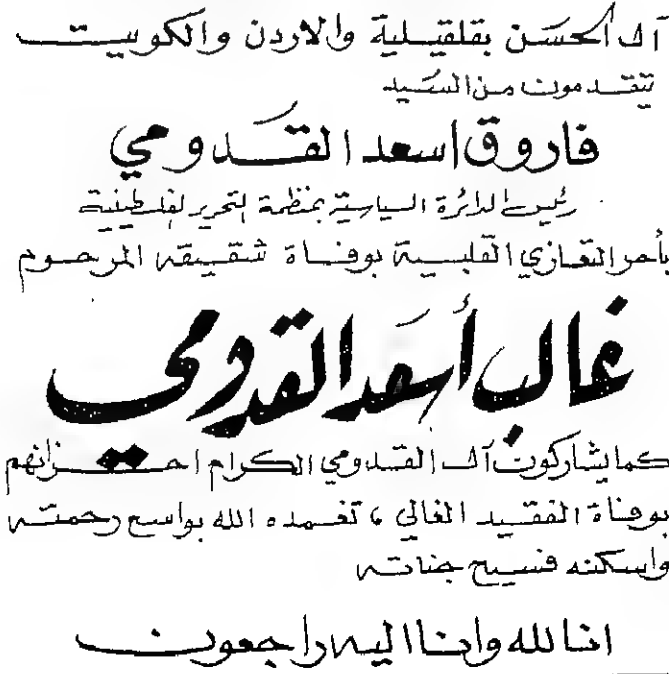 آل الحسن بقلقيلية والاردن والكويت
يتقدمون من السيد
فاروق اسعد القدومي
رئيس الدائرة السياسية بمنظمة التحرير الفلسطينية
بأحر التعازي القلبية بوفاة شقيقه المرحوم
غالب أسعد القدومي
كما يشاركون آل القدومي الكرام احزانهم
بوفاة الفقيد الغالي ، تغمده الله بواسع رحمته
واسكنه فسيح جناته
انا لله وانا اليه راجعون